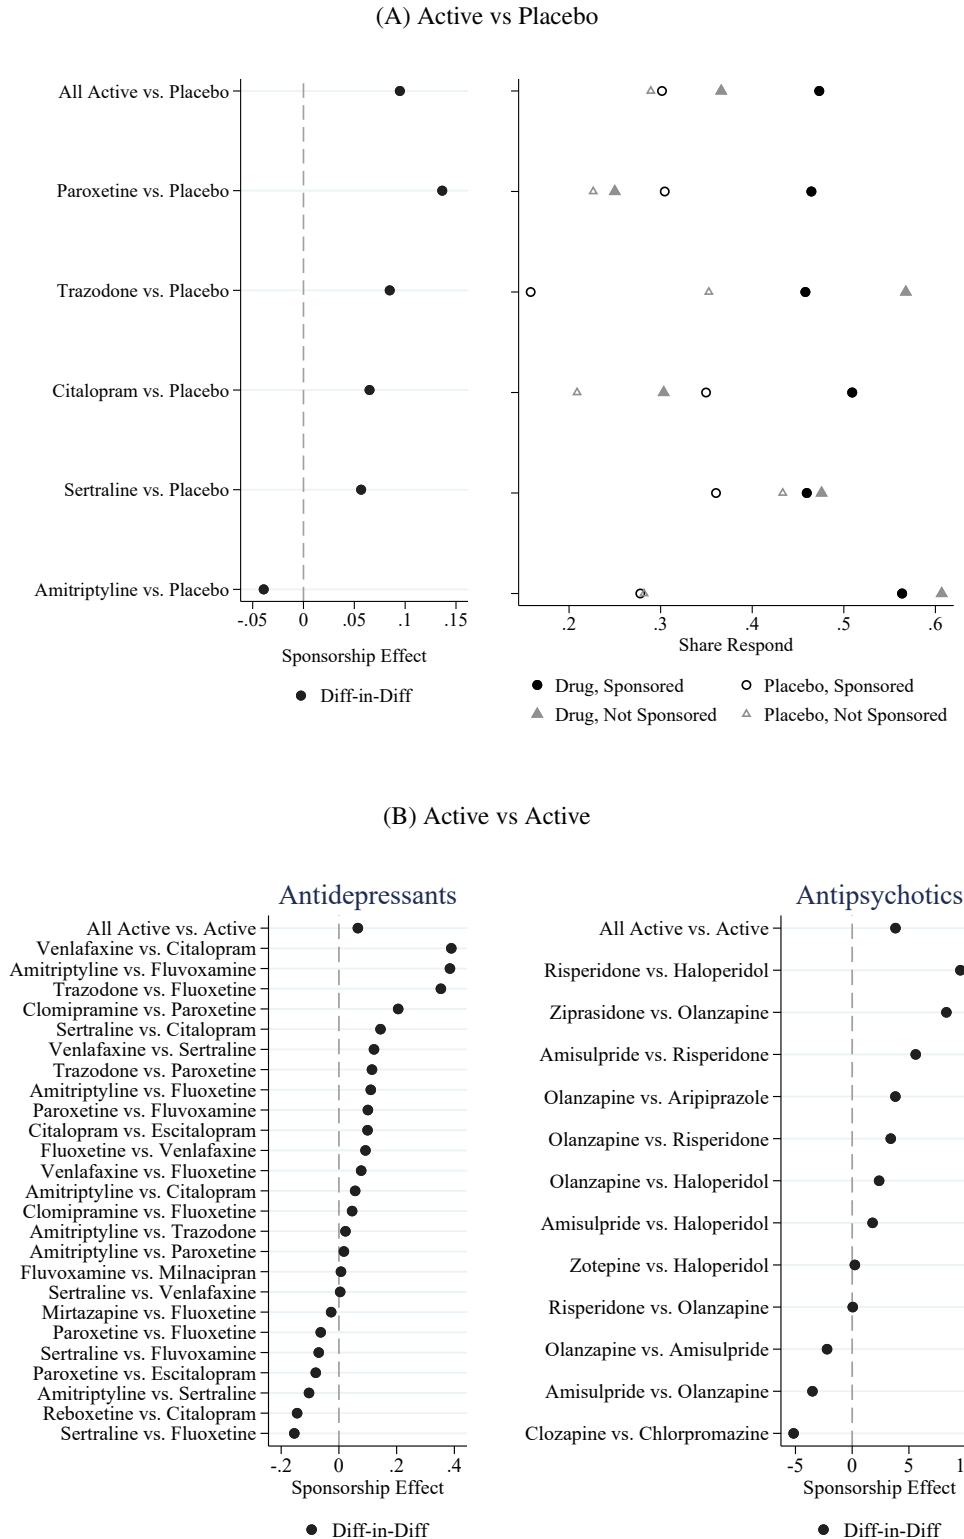 (A) Active vs Placebo
All Active vs. Placebo
Paroxetine vs. Placebo
Trazodone vs. Placebo
Citalopram vs. Placebo
Sertraline vs. Placebo
Amitriptyline vs. Placebo
-.05 0 .05 .1 .15
Sponsorship Effect
Diff-in-Diff
.2 .3 .4 .5 .6
Share Respond
Drug, Sponsored Placebo, Sponsored
Drug, Not Sponsored Placebo, Not Sponsored
(B) Active vs Active
Antidepressants
All Active vs. Active
Venlafaxine vs. Citalopram
Amitriptyline vs. Fluvoxamine
Trazodone vs. Fluoxetine
Clomipramine vs. Paroxetine
Sertraline vs. Citalopram
Venlafaxine vs. Sertraline
Trazodone vs. Paroxetine
Amitriptyline vs. Fluoxetine
Paroxetine vs. Fluvoxamine
Citalopram vs. Escitalopram
Fluoxetine vs. Venlafaxine
Venlafaxine vs. Fluoxetine
Amitriptyline vs. Citalopram
Clomipramine vs. Fluoxetine
Amitriptyline vs. Trazodone
Amitriptyline vs. Paroxetine
Fluvoxamine vs. Milnacipran
Sertraline vs. Venlafaxine
Mirtazapine vs. Fluoxetine
Paroxetine vs. Fluoxetine
Sertraline vs. Fluvoxamine
Paroxetine vs. Escitalopram
Amitriptyline vs. Sertraline
Reboxetine vs. Citalopram
Sertraline vs. Fluoxetine
-.2 0 .2 .4
Sponsorship Effect
Diff-in-Diff
Antipsychotics
All Active vs. Active
Risperidone vs. Haloperidol
Ziprasidone vs. Olanzapine
Amisulpride vs. Risperidone
Olanzapine vs. Aripiprazole
Olanzapine vs. Risperidone
Olanzapine vs. Haloperidol
Amisulpride vs. Haloperidol
Zotepine vs. Haloperidol
Risperidone vs. Olanzapine
Olanzapine vs. Amisulpride
Amisulpride vs. Olanzapine
Clozapine vs. Chlorpromazine
-5 0 5
Sponsorship Effect
Diff-in-Diff